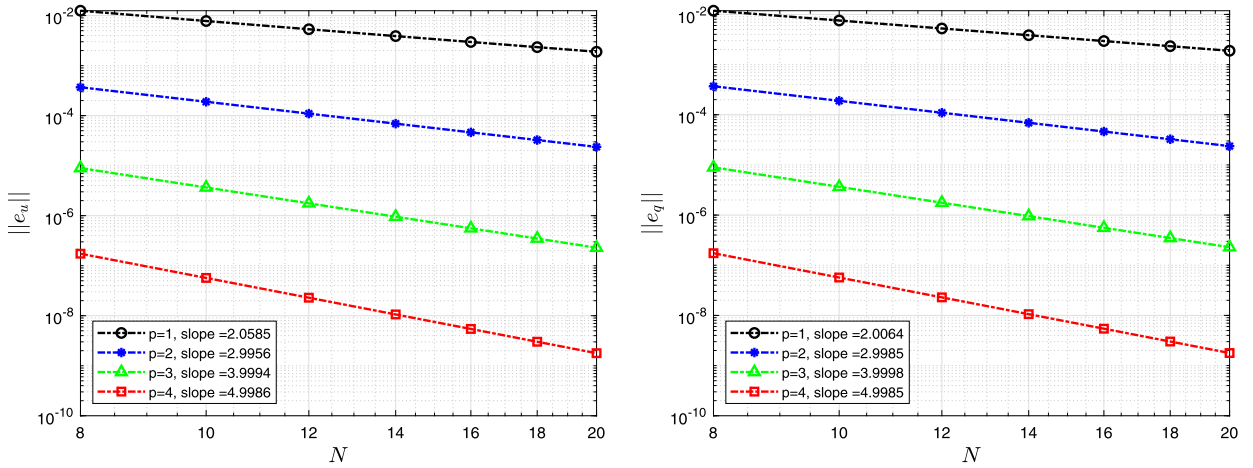 10^-2
10^-4
10^-6
10^-8
10^-10
||e_u||
p=1, slope =2.0585
p=2, slope =2.9956
p=3, slope =3.9994
p=4, slope =4.9986
8 10 12 14 16 18 20
N
10^-2
10^-4
10^-6
10^-8
10^-10
||e_q||
p=1, slope =2.0064
p=2, slope =2.9985
p=3, slope =3.9998
p=4, slope =4.9985
8 10 12 14 16 18 20
N